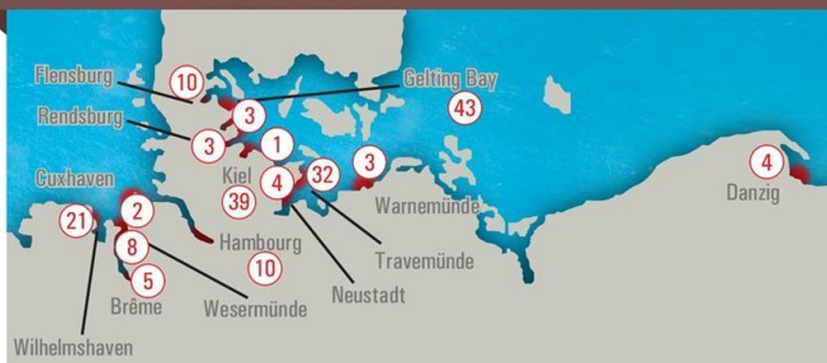 Flensburg
10
Gelting Bay
43
Rendsburg
3
3
1
Cuxhaven
Kiel
39
4
32
3
Warnemünde
4
Danzig
21
2
8
5
Brême
Hambourg
10
Travemünde
Neustadt
Wesermünde
Wilhelmshaven